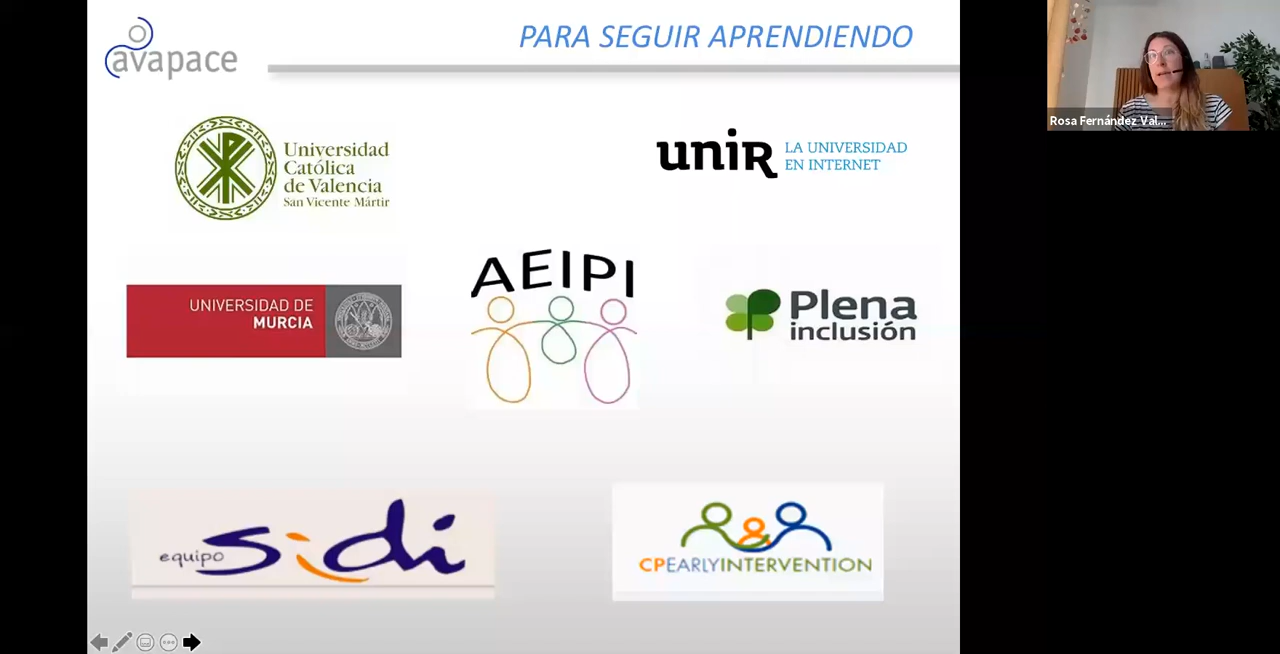 avapace
PARA SEGUIR APRENDIENDO
Rosa Fernández Val...
Universidad
Católica
de Valencia
San Vicente Mártir
unir
LA UNIVERSIDAD
EN INTERNET
UNIVERSIDAD DE
MURCIA
AEIPI
Plena
inclusión
equipo sidi
CPEARLYINTERVENTION